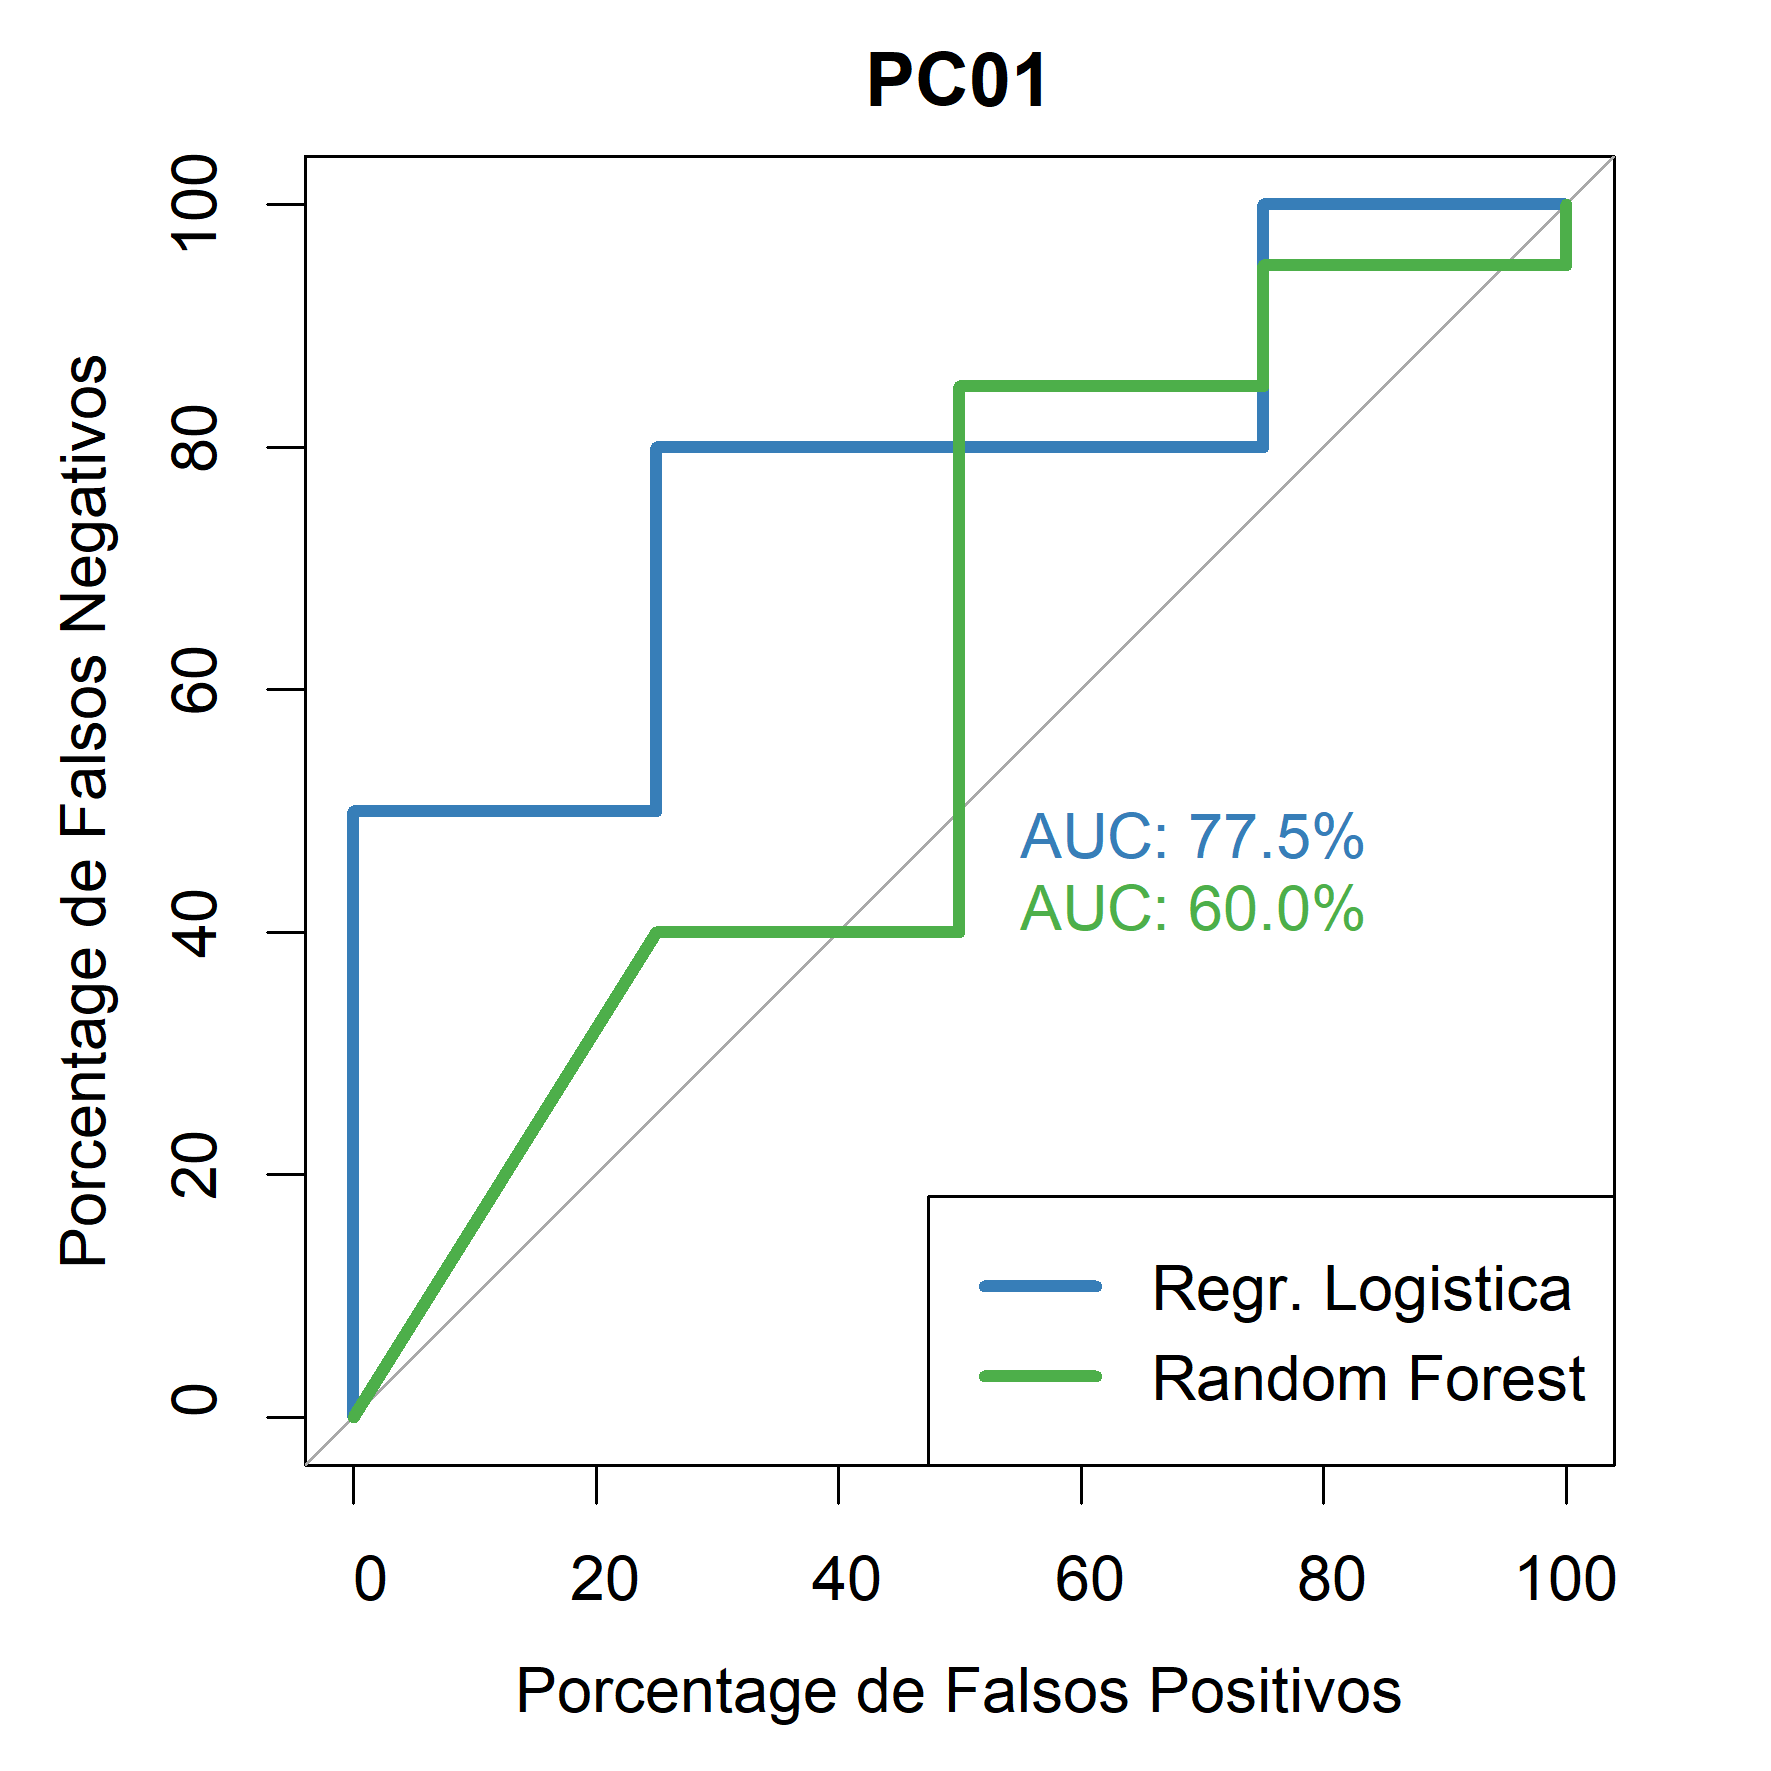 PC01
Porcentage de Falsos Negativos
100
80
60
40
20
0
AUC: 77.5%
AUC: 60.0%
Regr. Logistica
Random Forest
0 20 40 60 80 100
Porcentage de Falsos Positivos